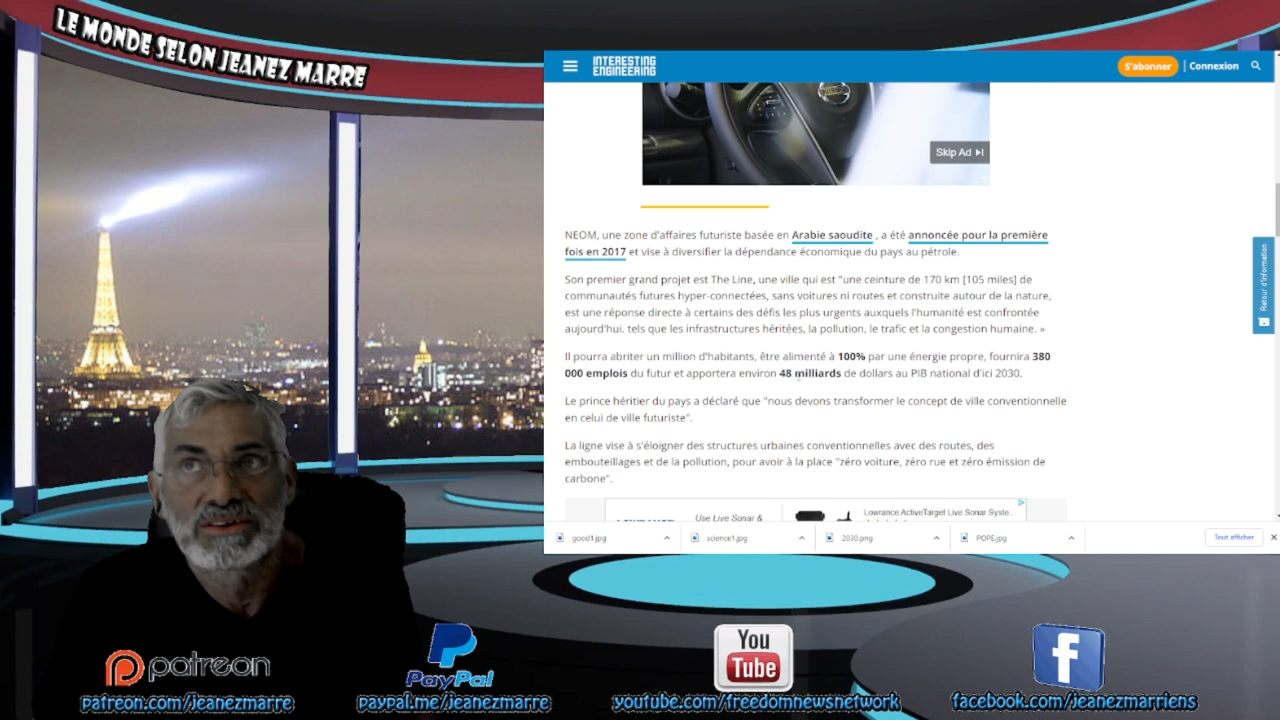 LE MONDE SELON JEANEZ MARRE
INTERESTING
ENGINEERING
S'abonner
Connexion
Skip Ad
NEOM, une zone d'affaires futuriste basée en Arabie saoudite , a été annoncée pour la première
fois en 2017 et vise à diversifier la dépendance économique du pays au pétrole.
Son premier grand projet est The Line, une ville qui est "une ceinture de 170 km [105 miles] de
communautés futures hyper-connectées, sans voitures ni routes et construite autour de la nature,
est une réponse directe à certains des défis les plus urgents auxquels l'humanité est confrontée
aujourd'hui. tels que les infrastructures héritées, la pollution, le trafic et la congestion humaine. »
Il pourra abriter un million d'habitants, être alimenté à 100% par une énergie propre, fournira 380
000 emplois du futur et apportera environ 48 milliards de dollars au PIB national d'ici 2030.
Le prince héritier du pays a déclaré que "nous devons transformer le concept de ville conventionnelle
en celui de ville futuriste".
La ligne vise à s'éloigner des structures urbaines conventionnelles avec des routes, des
embouteillages et de la pollution, pour avoir à la place "zéro voiture, zéro rue et zéro émission de
carbone".
Retour d'information
Use Live Sonar &
Lowrance ActiveTarget Live Sonar Syste...
good1.jpg
science1.jpg
2030.png
POPE.jpg
Tout afficher
patreon
patreon.com/jeanezmarre
PayPal
paypal.me/jeanezmarre
You
Tube
youtube.com/freedomnewsnetwork
f
facebook.com/jeanezmarriens